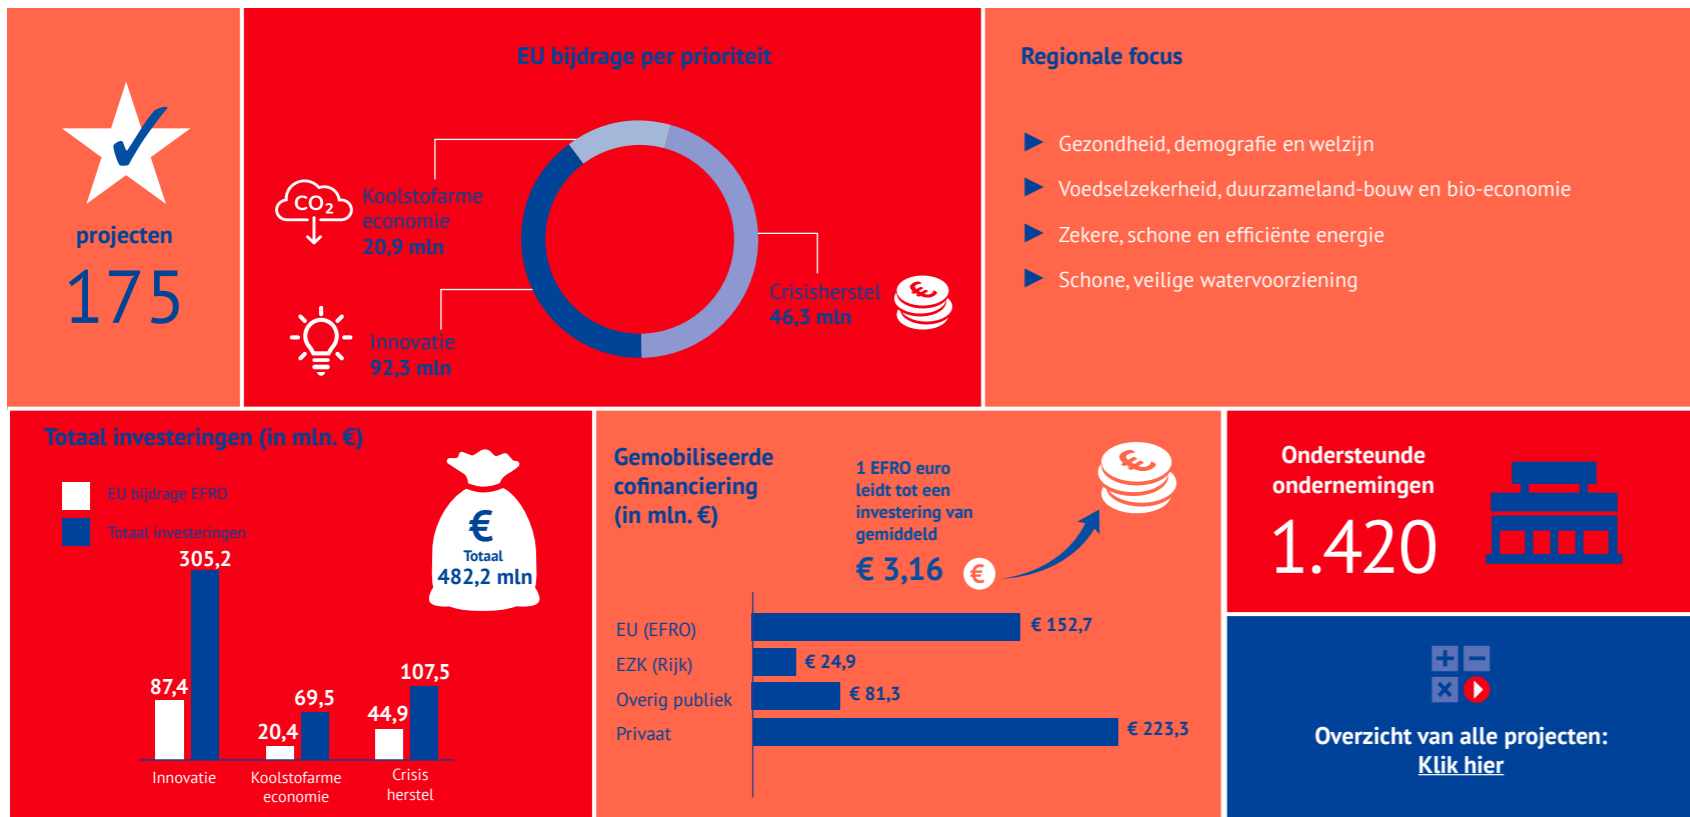 projecten
175
EU bijdrage per prioriteit
CO2
Koolstofarme
economie
20,9 mln
Innovatie
92,3 mln
Crisisherstel
46,3 mln
€
Regionale focus
Gezondheid, demografie en welzijn
Voedselzekerheid, duurzameland-bouw en bio-economie
Zekere, schone en efficiënte energie
Schone, veilige watervoorziening
Totaal investeringen (in mln. €)
EU bijdrage EFRO
Totaal investeringen
€
Totaal
482,2 mln
305,2
87,4
69,5
20,4
107,5
44,9
Innovatie
Koolstofarme
economie
Crisis
herstel
Gemobiliseerde
cofinanciering
(in mln. €)
1 EFRO euro
leidt tot een
investering van
gemiddeld
€ 3,16
€
€
EU (EFRO)
€ 152,7
EZK (Rijk)
€ 24,9
Overig publiek
€ 81,3
Privaat
€ 223,3
Ondersteunde
ondernemingen
1.420
Overzicht van alle projecten:
Klik hier